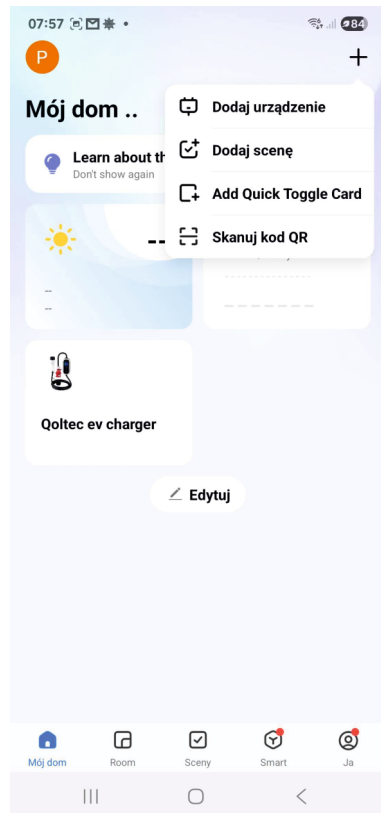 07:57
84
P
+
Mój dom ..
Dodaj urządzenie
Dodaj scenę
Add Quick Toggle Card
Skanuj kod QR
Learn about th
Don't show again
--
--
--
Qoltec ev charger
Edytuj
Mój dom
Room
Sceny
Smart
Ja